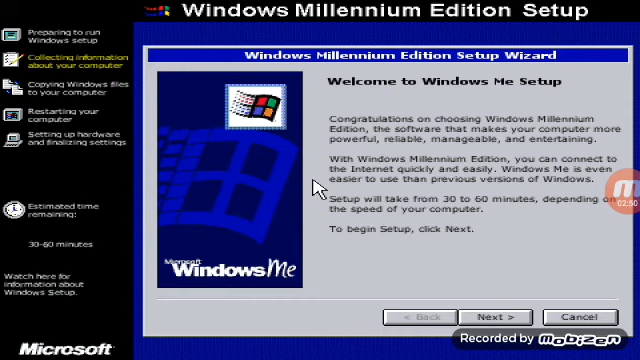 Windows Millennium Edition Setup
Preparing to run
Windows setup
Collecting information
about your computer
Copying Windows files
to your computer
Restarting your
computer
Setting up hardware
and finalizing settings
Estimated time
remaining:
30-60 minutes
Watch here for
information about
Windows Setup.
Microsoft
Windows Millennium Edition Setup Wizard
Microsoft
Windows Me
Welcome to Windows Me Setup
Congratulations on choosing Windows Millennium
Edition, the software that makes your computer more
powerful, reliable, manageable, and entertaining.
With Windows Millennium Edition, you can connect to
the Internet quickly and easily. Windows Me is even
easier to use than previous versions of Windows.
Setup will take from 30 to 60 minutes, depending on
the speed of your computer.
To begin Setup, click Next.
< Back
Next >
Cancel
02:50
Recorded by mobizen